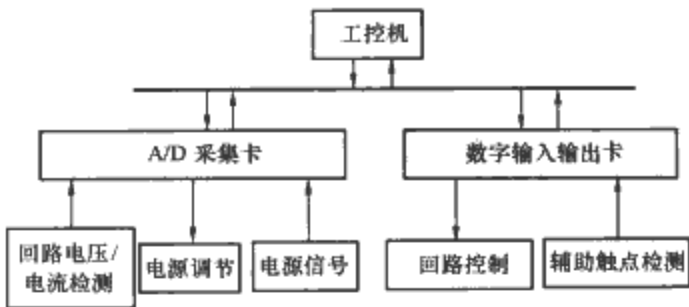 工控机
A/D 采集卡
数字输入输出卡
回路电压/
电流检测
电源调节
电源信号
回路控制
辅助触点检测